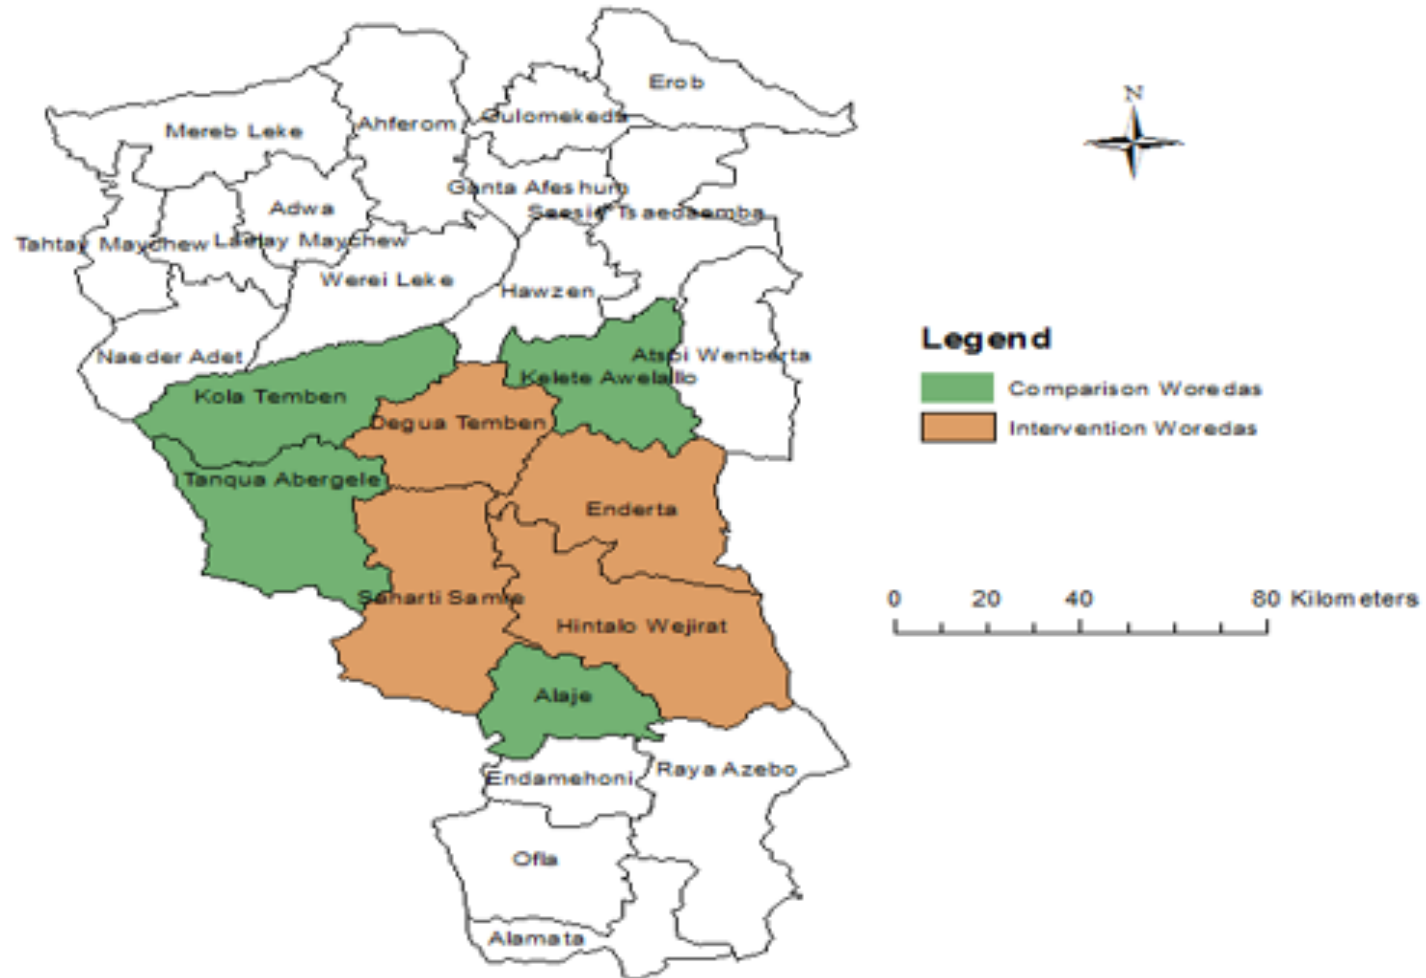 Erob
N
Gulomekeda
Ahferom
Mereb Leke
Ganta Afeshum
Saesie Tsaedaemba
Adwa
Tahtay Maychew
Laelay Maychew
Werei Leke
Hawzen
Naeder Adet
Atsbi Wenberta
Kelete Awelallo
Kola Temben
Degua Temben
Tanqua Abergele
Enderta
Saharti Samre
Hintalo Wejirat
Alaje
Endamehoni
Raya Azebo
Ofla
Alamata
Legend
Comparison Woredas
Intervention Woredas
0 20 40 80 Kilometers